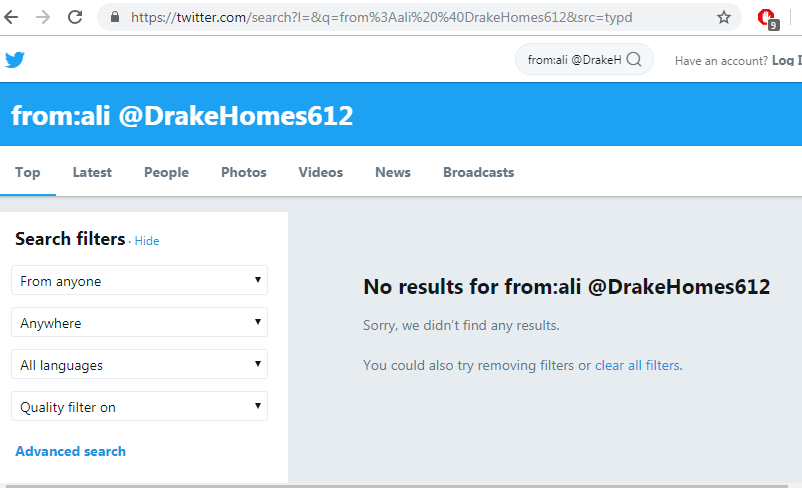 https://twitter.com/search?l=&q=from%3Aali%20%40DrakeHomes612&src=typd
9
from:ali @DrakeH
Have an account? Log I
from:ali @DrakeHomes612
Top Latest People Photos Videos News Broadcasts
Search filters · Hide
From anyone
Anywhere
All languages
Quality filter on
Advanced search
No results for from:ali @DrakeHomes612
Sorry, we didn't find any results.
You could also try removing filters or clear all filters.